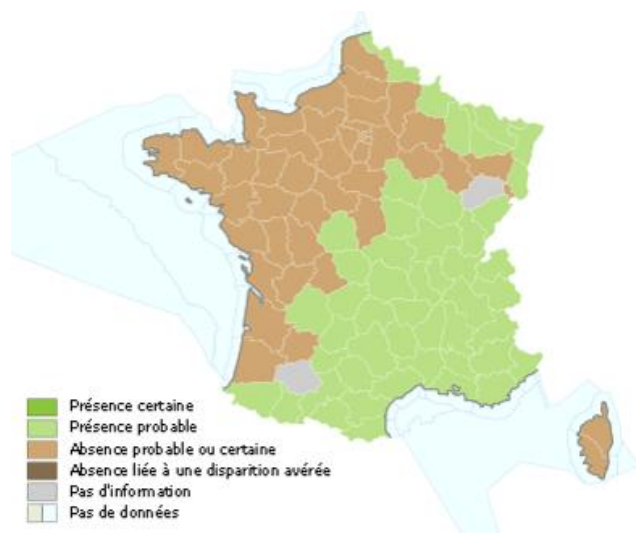 Présence certaine
Présence probable
Absence probable ou certaine
Absence liée à une disparition avérée
Pas d'information
Pas de données